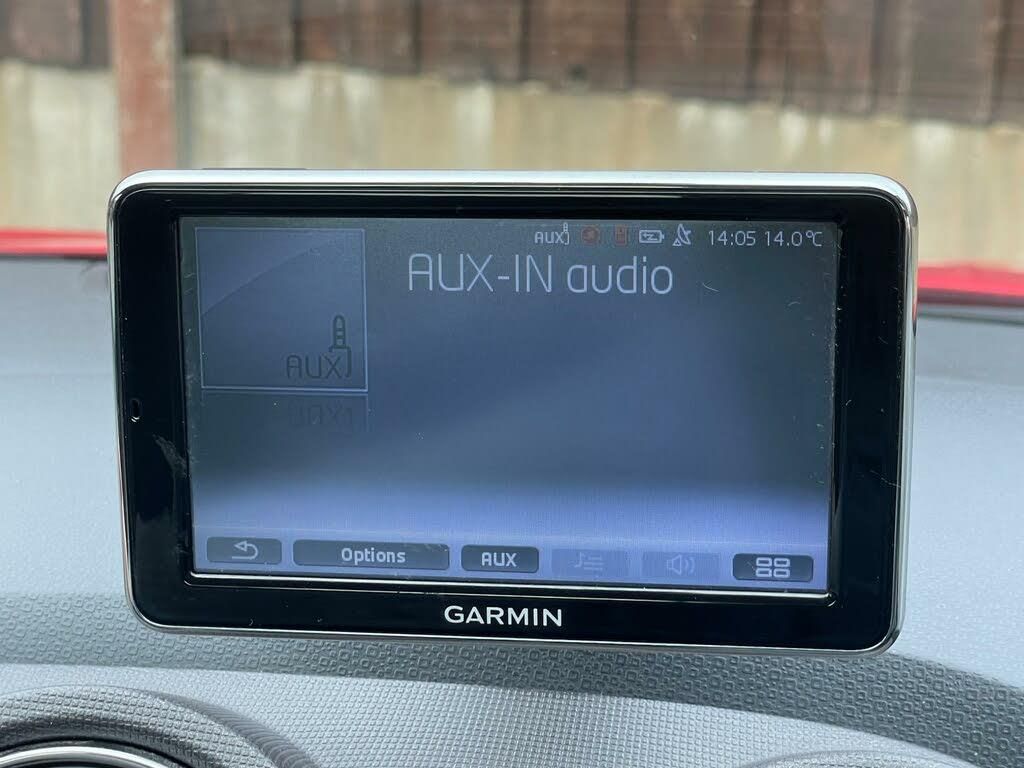 AUX 14:05 14.0°C
AUX-IN audio
AUX
Options AUX
GARMIN